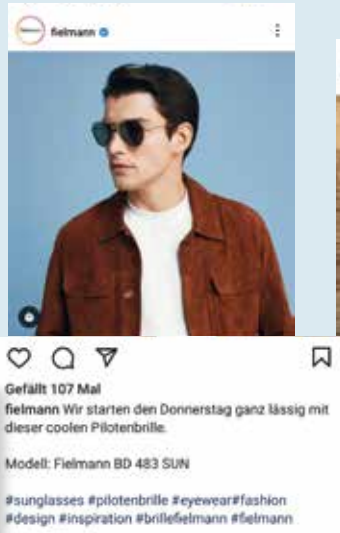 fielmann
Gefällt 107 Mal
fielmann Wir starten den Donnerstag ganz lässig mit
dieser coolen Pilotenbrille.
Modell: Fielmann BD 483 SUN
#sunglasses #pilotenbrille #eyewear#fashion
#design #inspiration #brillefielmann #fielmann